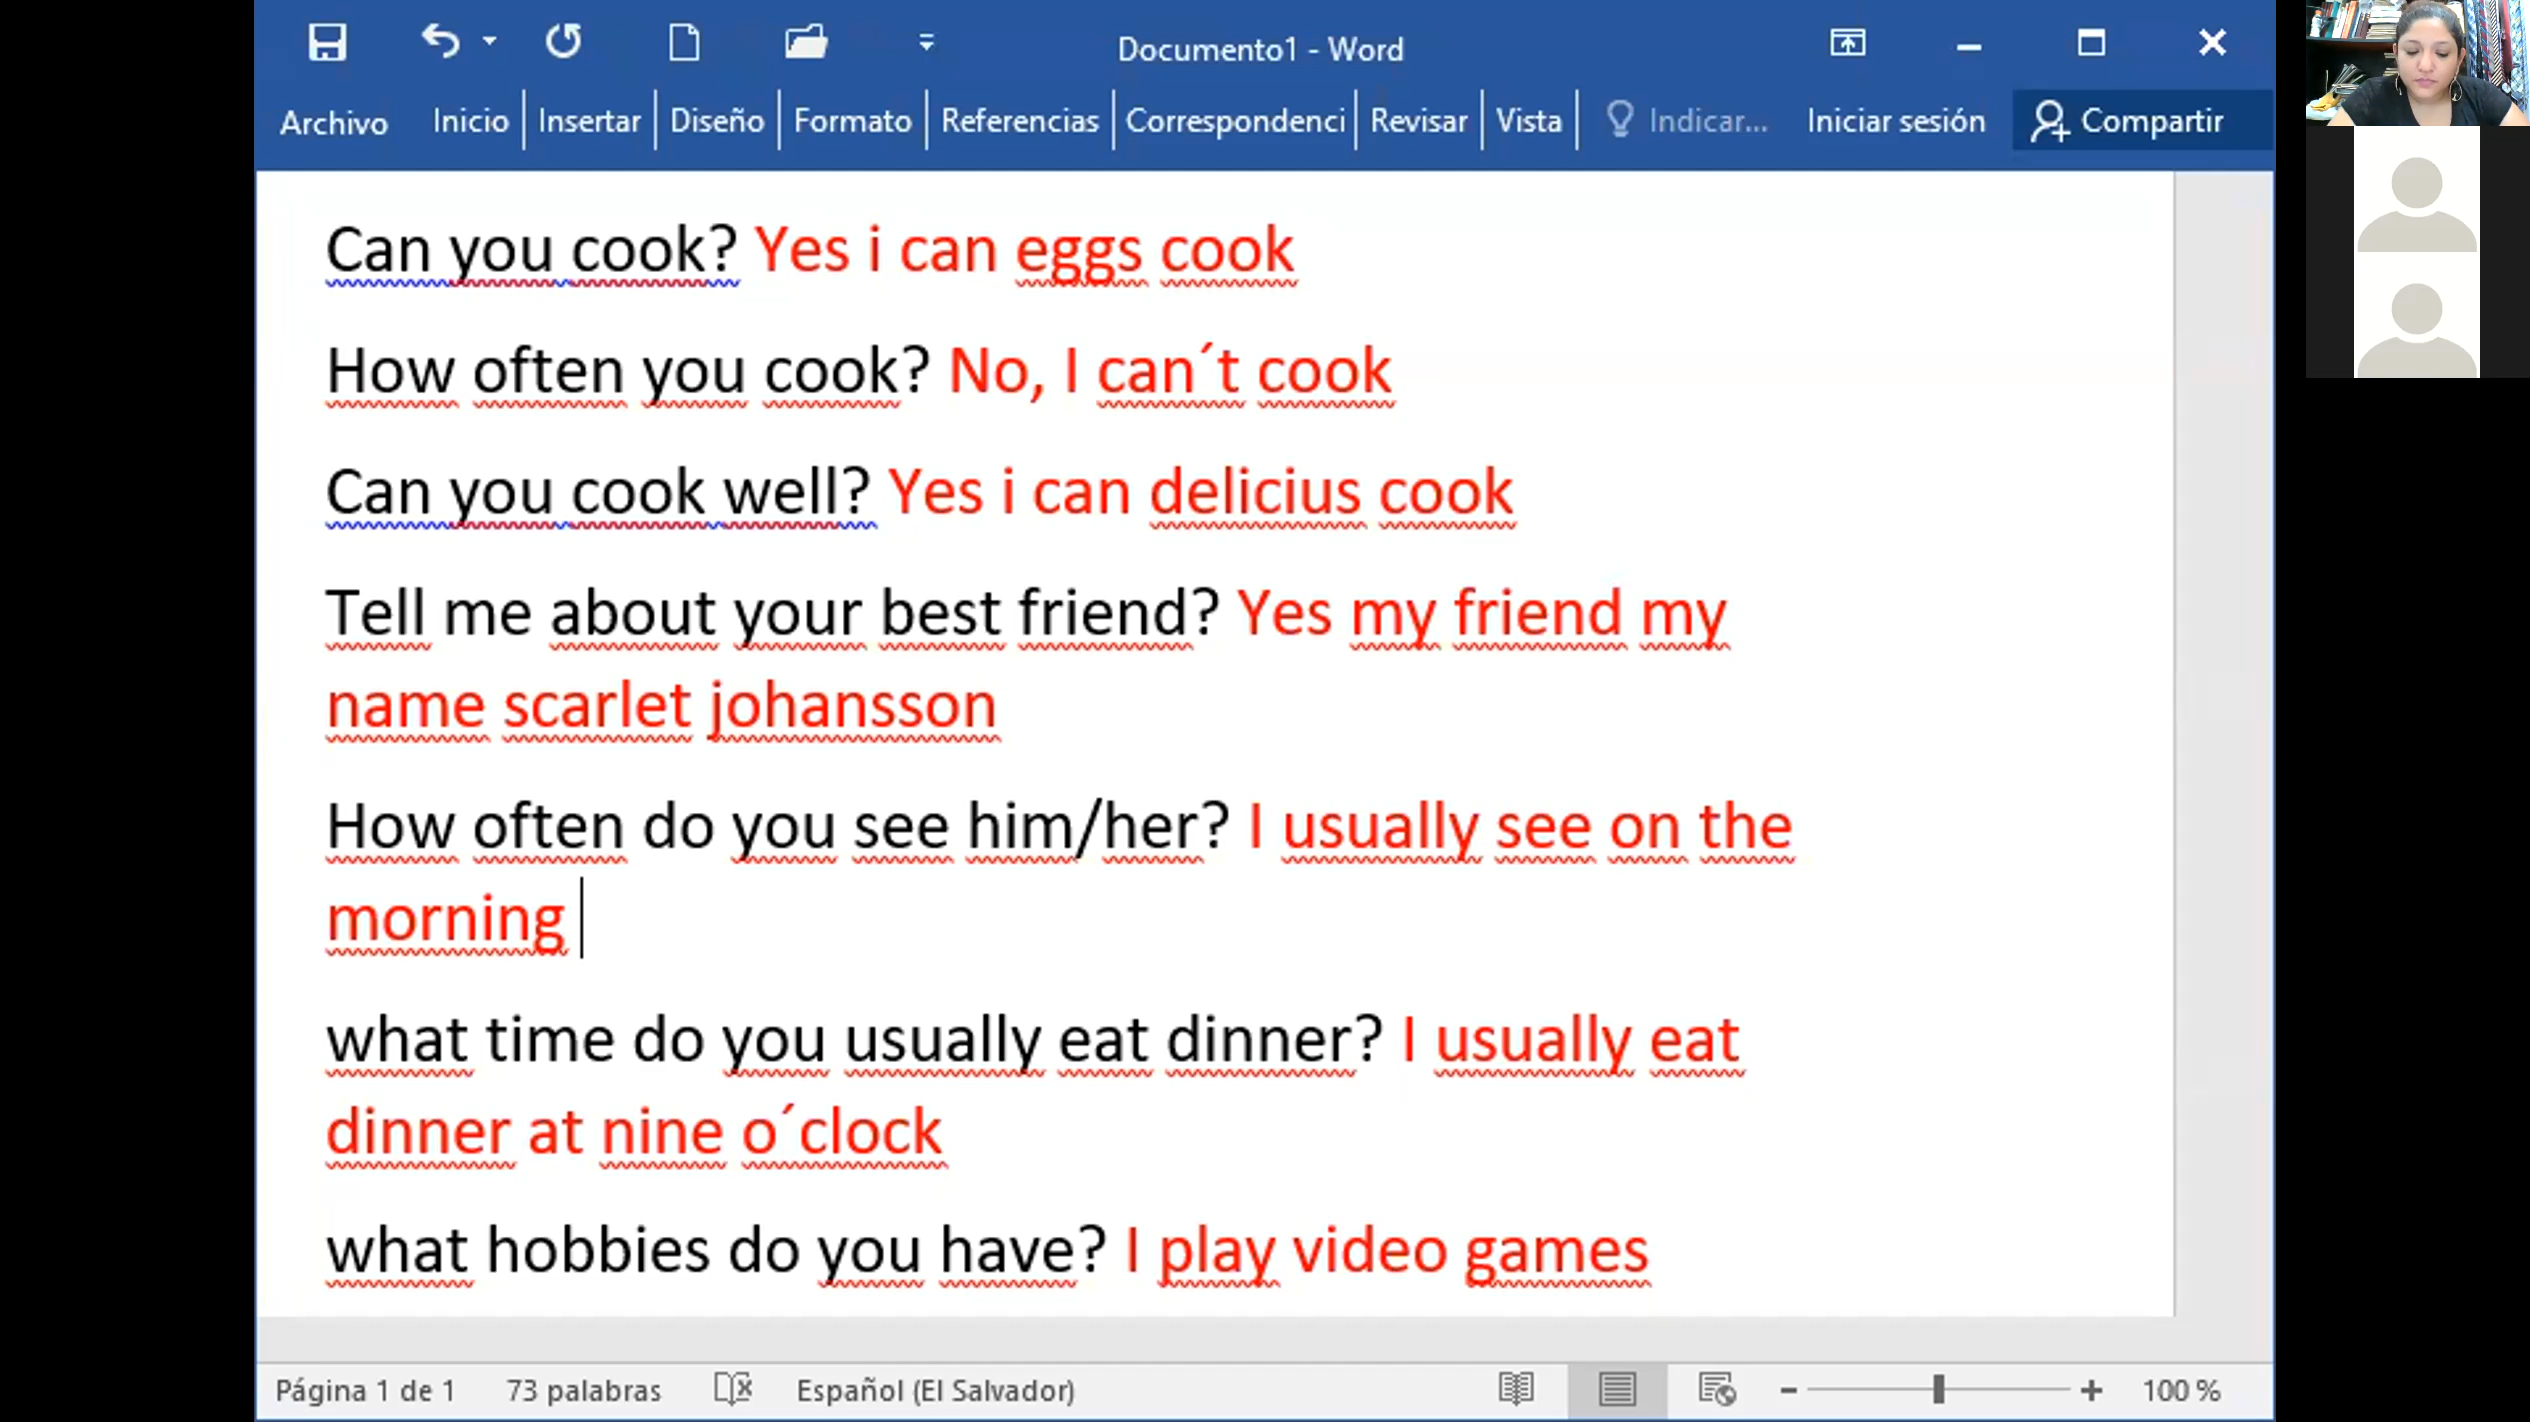 Documento1 - Word
Archivo Inicio Insertar Diseño Formato Referencias Correspondenci Revisar Vista Indicar... Iniciar sesión Compartir
Can you cook? Yes i can eggs cook
How often you cook? No, I can´t cook
Can you cook well? Yes i can delicius cook
Tell me about your best friend? Yes my friend my
name scarlet johansson
How often do you see him/her? I usually see on the
morning
what time do you usually eat dinner? I usually eat
dinner at nine o´clock
what hobbies do you have? I play video games
Página 1 de 1 73 palabras Español (El Salvador) 100 %